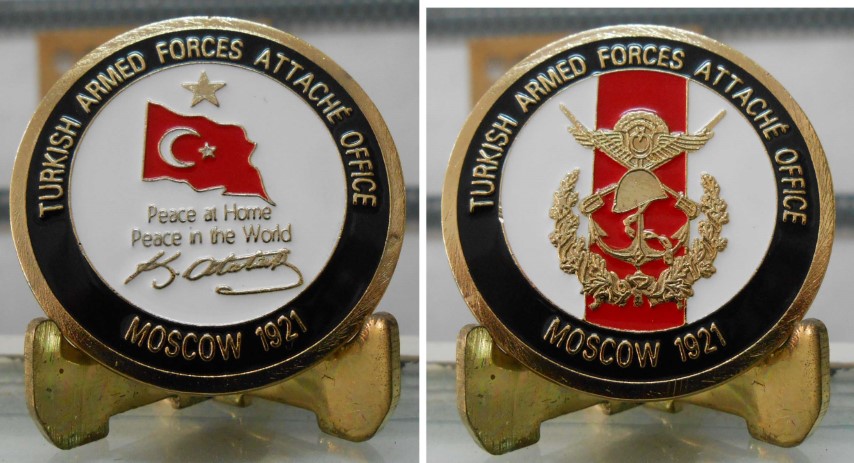 TURKISH ARMED FORCES ATTACHÉ OFFICE
Peace at Home
Peace in the World
K. Atatürk
MOSCOW 1921
TURKISH ARMED FORCES ATTACHÉ OFFICE
MOSCOW 1921